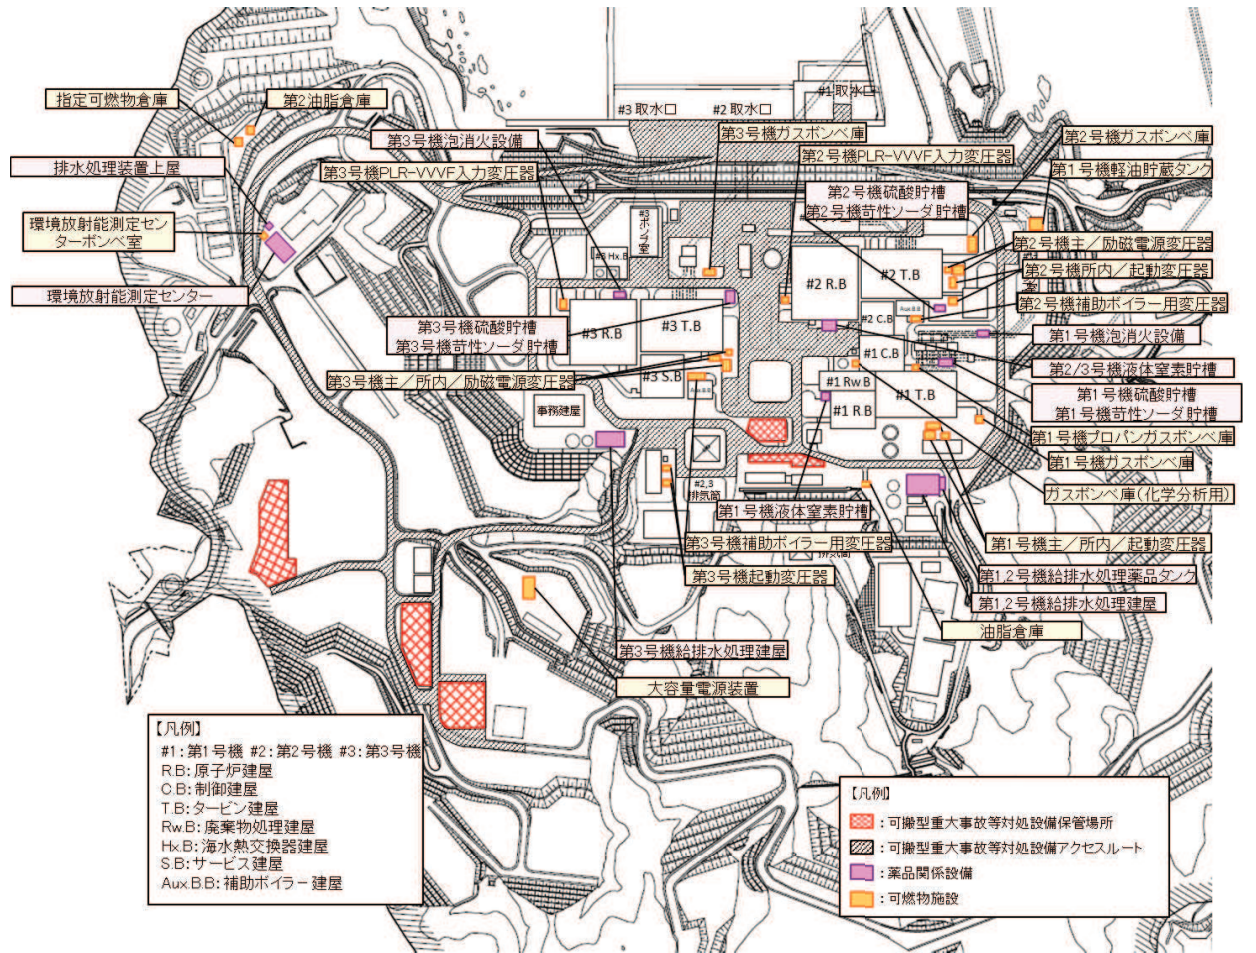 #1 取水口
#3 取水口
#2 取水口
指定可燃物倉庫
第2油脂倉庫
第3号機泡消火設備
第3号機ガスボンベ庫
第2号機ガスボンベ庫
排水処理装置上屋
第3号機PLR-VVVF入力変圧器
第2号機PLR-VVVF入力変圧器
第1号機軽油貯蔵タンク
第2号機硫酸貯槽
第2号機苛性ソーダ貯槽
環境放射能測定セン
ターボンベ室
#3
ボイ
室
#3 Hx.B
第2号機主／励磁電源変圧器
第2号機所内／起動変圧器
#2 R.B
#2 T.B
環境放射能測定センター
第2号機補助ボイラー用変圧器
Aux.B.B
#2 C.B
第3号機硫酸貯槽
第3号機苛性ソーダ貯槽
#3 R.B
#3 T.B
第1号機泡消火設備
#1 C.B
第2/3号機液体窒素貯槽
第3号機主／所内／励磁電源変圧器
#3 S.B
Aux.B.B
#1 Rw.B
#1 T.B
第1号機硫酸貯槽
第1号機苛性ソーダ貯槽
事務建屋
#1 R.B
第1号機プロパンガスボンベ庫
第1号機ガスボンベ庫
#2,3
排気筒
ガスボンベ庫(化学分析用)
第1号機液体窒素貯槽
第3号機補助ボイラー用変圧器
第1号機主／所内／起動変圧器
排気筒
第3号機起動変圧器
第1,2号機給排水処理薬品タンク
第1,2号機給排水処理建屋
油脂倉庫
第3号機給排水処理建屋
大容量電源装置
【凡例】
#1:第1号機 #2:第2号機 #3:第3号機
R.B:原子炉建屋
C.B:制御建屋
T.B:タービン建屋
Rw.B:廃棄物処理建屋
Hx.B:海水熱交換器建屋
S.B:サービス建屋
Aux.B.B:補助ボイラー建屋
【凡例】
:可搬型重大事故等対処設備保管場所
:可搬型重大事故等対処設備アクセスルート
:薬品関係設備
:可燃物施設